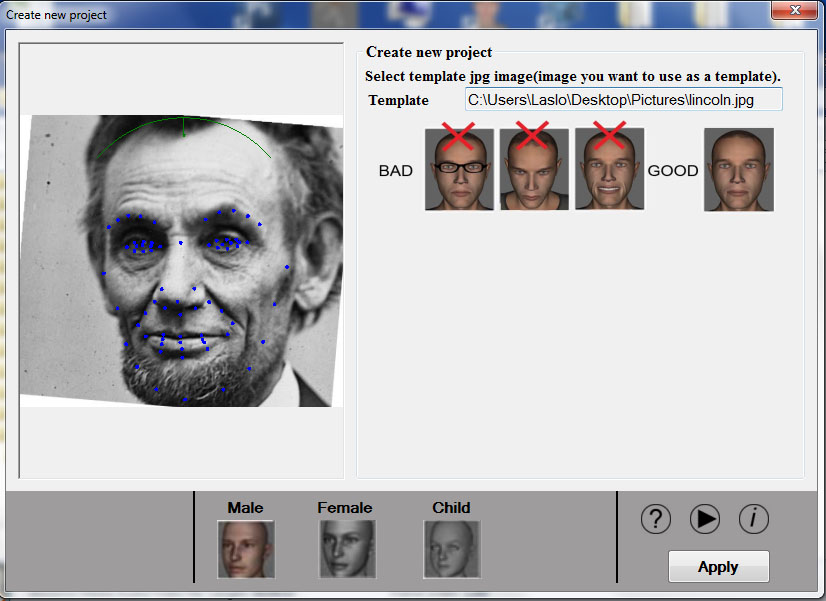 Create new project
Create new project
Select template jpg image(image you want to use as a template).
Template C:\Users\Laslo\Desktop\Pictures\lincoln.jpg
BAD GOOD
Male Female Child
? i
Apply